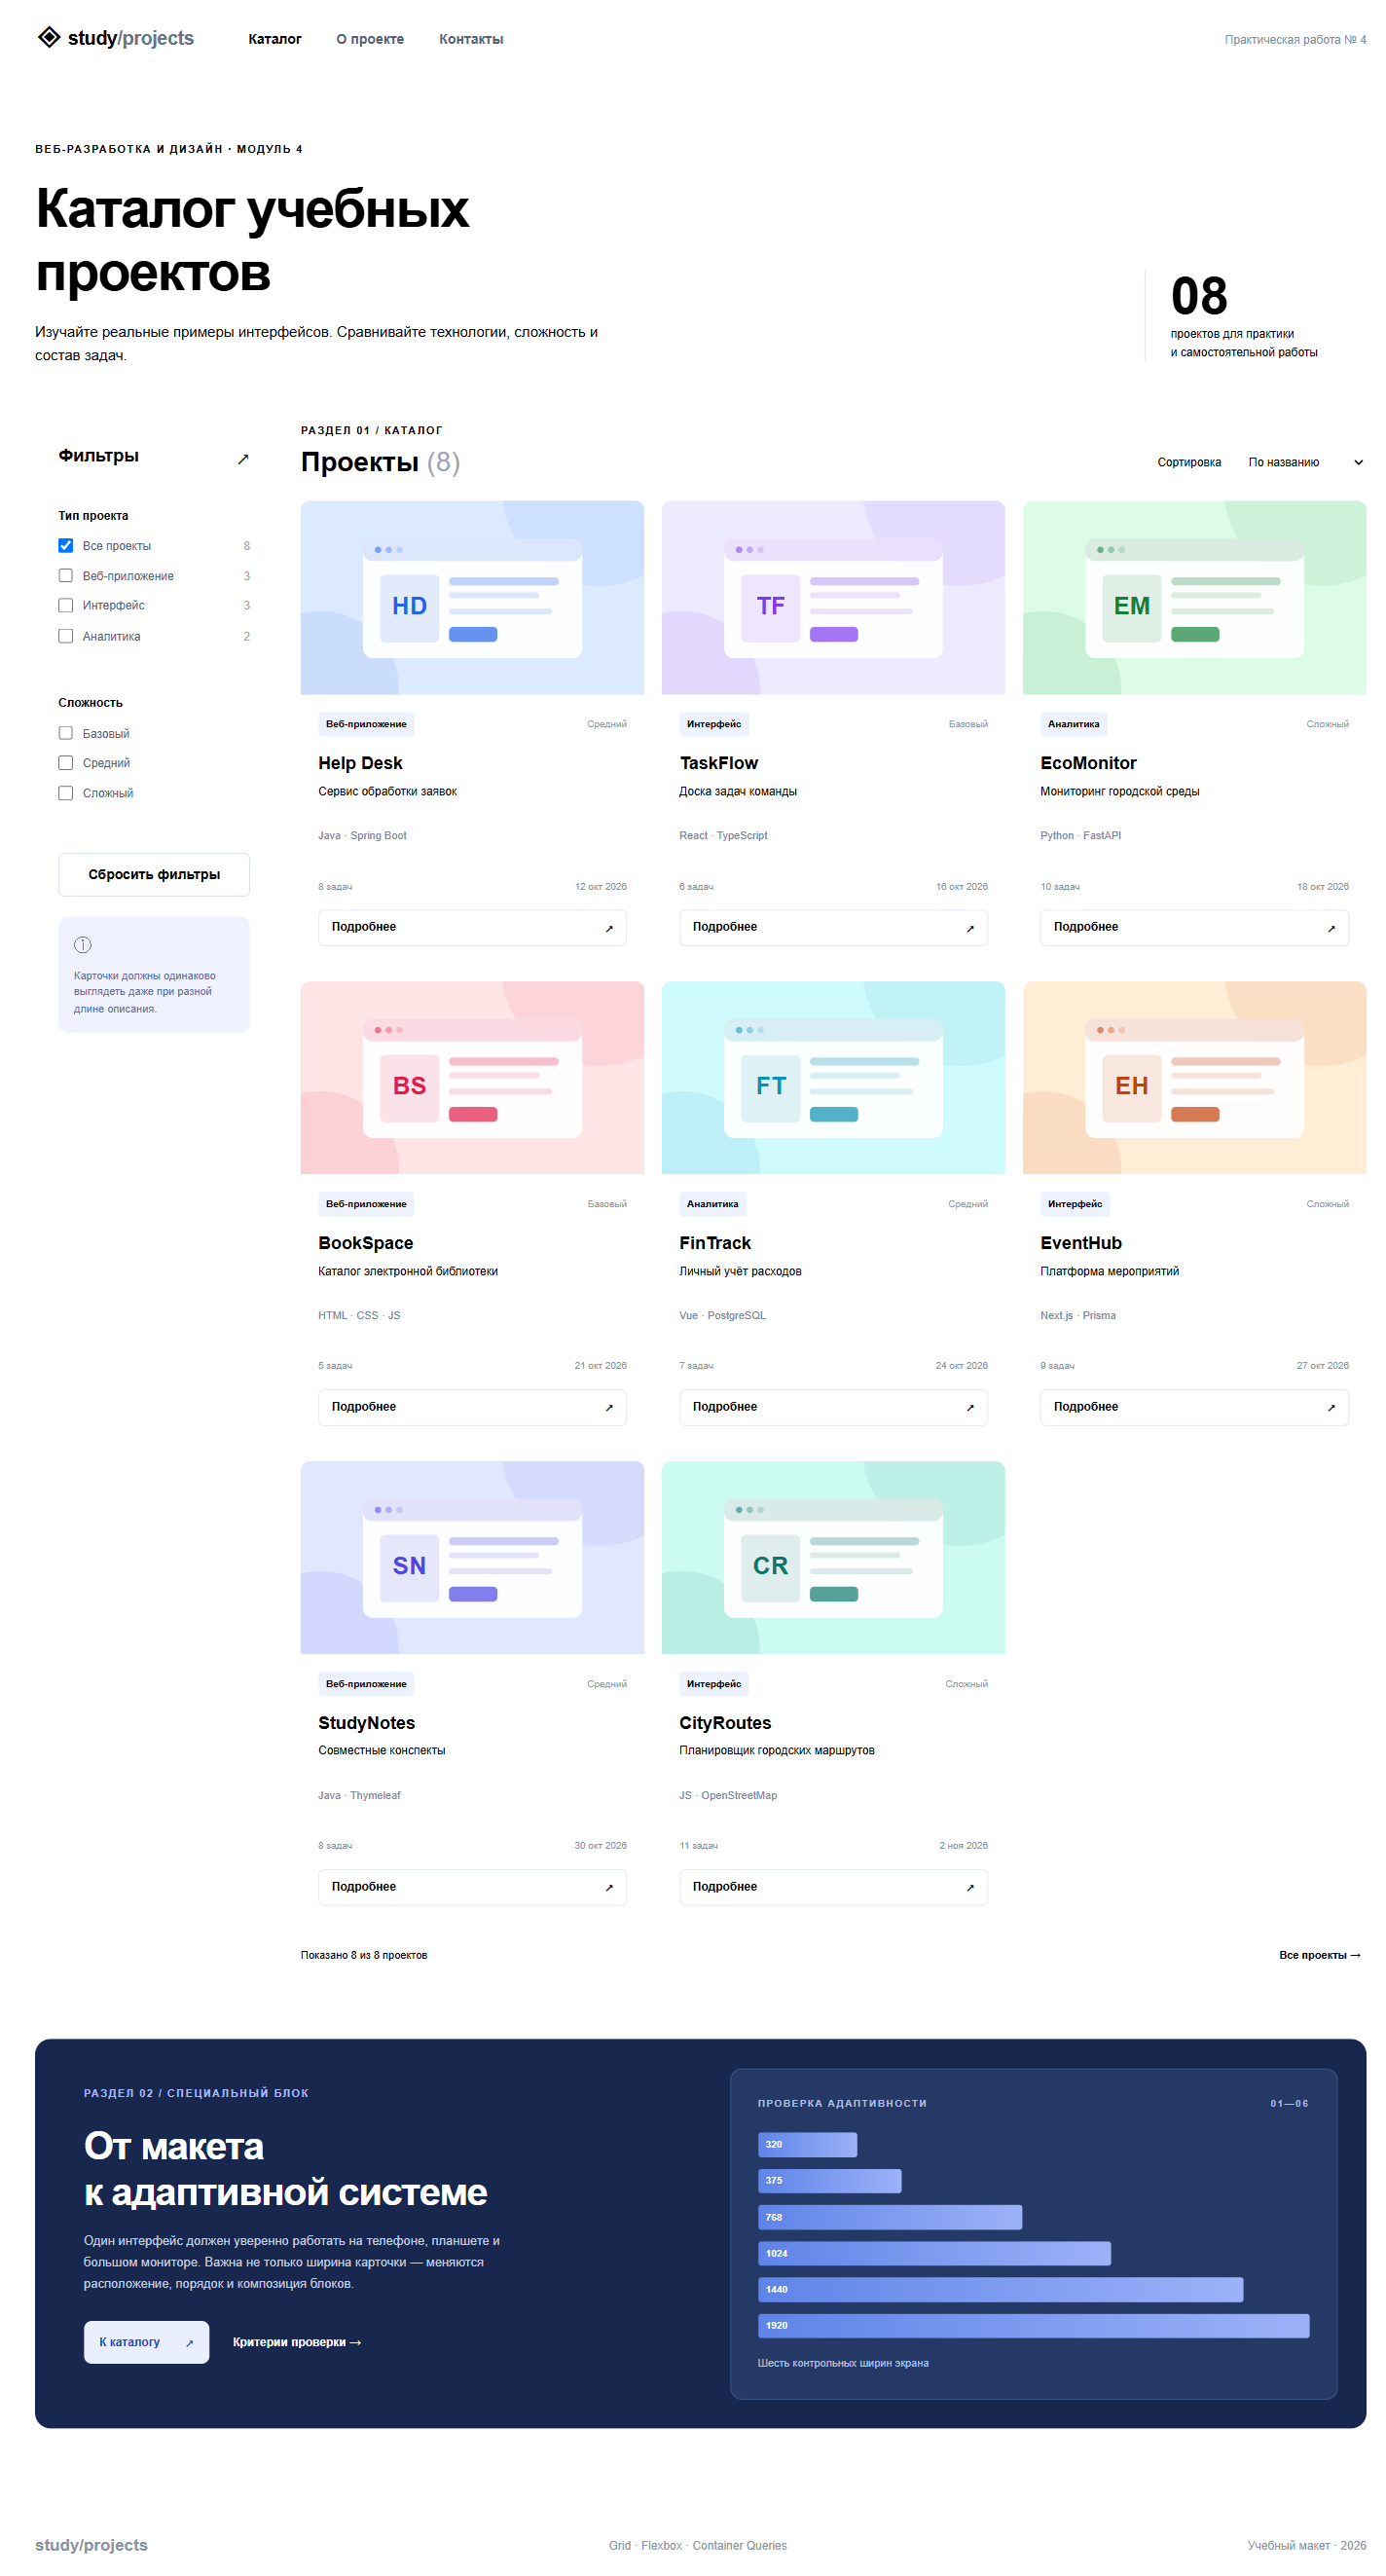 study/projects
Каталог
О проекте
Контакты
Практическая работа № 4
ВЕБ-РАЗРАБОТКА И ДИЗАЙН · МОДУЛЬ 4
Каталог учебных
проектов
Изучайте реальные примеры интерфейсов. Сравнивайте технологии, сложность и
состав задач.
08
проектов для практики
и самостоятельной работы
Фильтры ↗
Тип проекта
Все проекты 8
Веб-приложение 3
Интерфейс 3
Аналитика 2
Сложность
Базовый
Средний
Сложный
Сбросить фильтры
Карточки должны одинаково
выглядеть даже при разной
длине описания.
РАЗДЕЛ 01 / КАТАЛОГ
Проекты (8)
Сортировка По названию
HD
Веб-приложение Средний
Help Desk
Сервис обработки заявок
Java · Spring Boot
8 задач 12 окт 2026
Подробнее ↗
TF
Интерфейс Базовый
TaskFlow
Доска задач команды
React · TypeScript
6 задач 16 окт 2026
Подробнее ↗
EM
Аналитика Сложный
EcoMonitor
Мониторинг городской среды
Python · FastAPI
10 задач 18 окт 2026
Подробнее ↗
BS
Веб-приложение Базовый
BookSpace
Каталог электронной библиотеки
HTML · CSS · JS
5 задач 21 окт 2026
Подробнее ↗
FT
Аналитика Средний
FinTrack
Личный учёт расходов
Vue · PostgreSQL
7 задач 24 окт 2026
Подробнее ↗
EH
Интерфейс Сложный
EventHub
Платформа мероприятий
Next.js · Prisma
9 задач 27 окт 2026
Подробнее ↗
SN
Веб-приложение Средний
StudyNotes
Совместные конспекты
Java · Thymeleaf
8 задач 30 окт 2026
Подробнее ↗
CR
Интерфейс Сложный
CityRoutes
Планировщик городских маршрутов
JS · OpenStreetMap
11 задач 2 ноя 2026
Подробнее ↗
Показано 8 из 8 проектов
Все проекты →
РАЗДЕЛ 02 / СПЕЦИАЛЬНЫЙ БЛОК
От макета
к адаптивной системе
Один интерфейс должен уверенно работать на телефоне, планшете и
большом мониторе. Важна не только ширина карточки — меняются
расположение, порядок и композиция блоков.
К каталогу ↗
Критерии проверки →
ПРОВЕРКА АДАПТИВНОСТИ 01—06
320
375
768
1024
1440
1920
Шесть контрольных ширин экрана
study/projects
Grid · Flexbox · Container Queries
Учебный макет · 2026